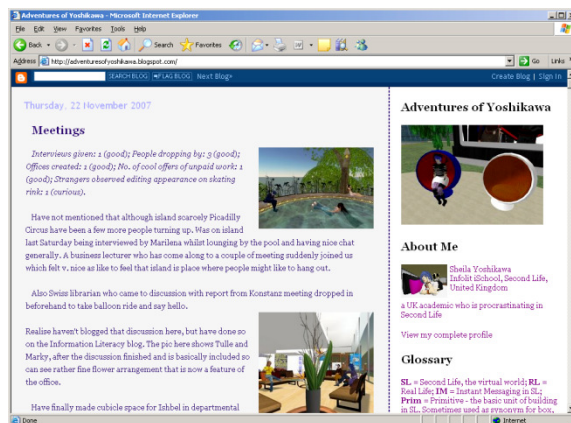 Adventures of Yoshikawa - Microsoft Internet Explorer
File Edit View Favorites Tools Help
Back Search Favorites
Address http://adventuresofyoshikawa.blogspot.com/ Go Links
SEARCH BLOG FLAG BLOG Next Blog» Create Blog | Sign In
Thursday, 22 November 2007
Meetings
Interviews given: 1 (good); People dropping by: 3 (good);
Offices created: 1 (good); No. of cool offers of unpaid work: 1
(good); Strangers observed editing appearance on skating
rink: 1 (curious).
Have not mentioned that although island scarcely Picadilly
Circus have been a few more people turning up. Was on island
last Saturday being interviewed by Marilena whilst lounging by the pool and having nice chat
generally. A business lecturer who has come along to a couple of meeting suddenly joined us
which felt v. nice as like to feel that island is place where people might like to hang out.
Also Swiss librarian who came to discussion with report from Konstanz meeting dropped in
beforehand to take balloon ride and say hello.
Realise haven't blogged that discussion here, but have done so
on the Information Literacy blog. The pic here shows Tulle and
Marky, after the discussion finished and is basically included so
can see rather fine flower arrangement that is now a feature of
the office.
Have finally made cubicle space for Ishbel in departmental
Adventures of Yoshikawa
About Me
Sheila Yoshikawa
Infolit iSchool, Second Life,
United Kingdom
a UK academic who is procrastinating in
Second Life
View my complete profile
Glossary
SL = Second Life, the virtual world; RL =
Real Life; IM = Instant Messaging in SL;
Prim = Primitive - the basic unit of building
in SL. Sometimes used as synonym for box.
Done Internet